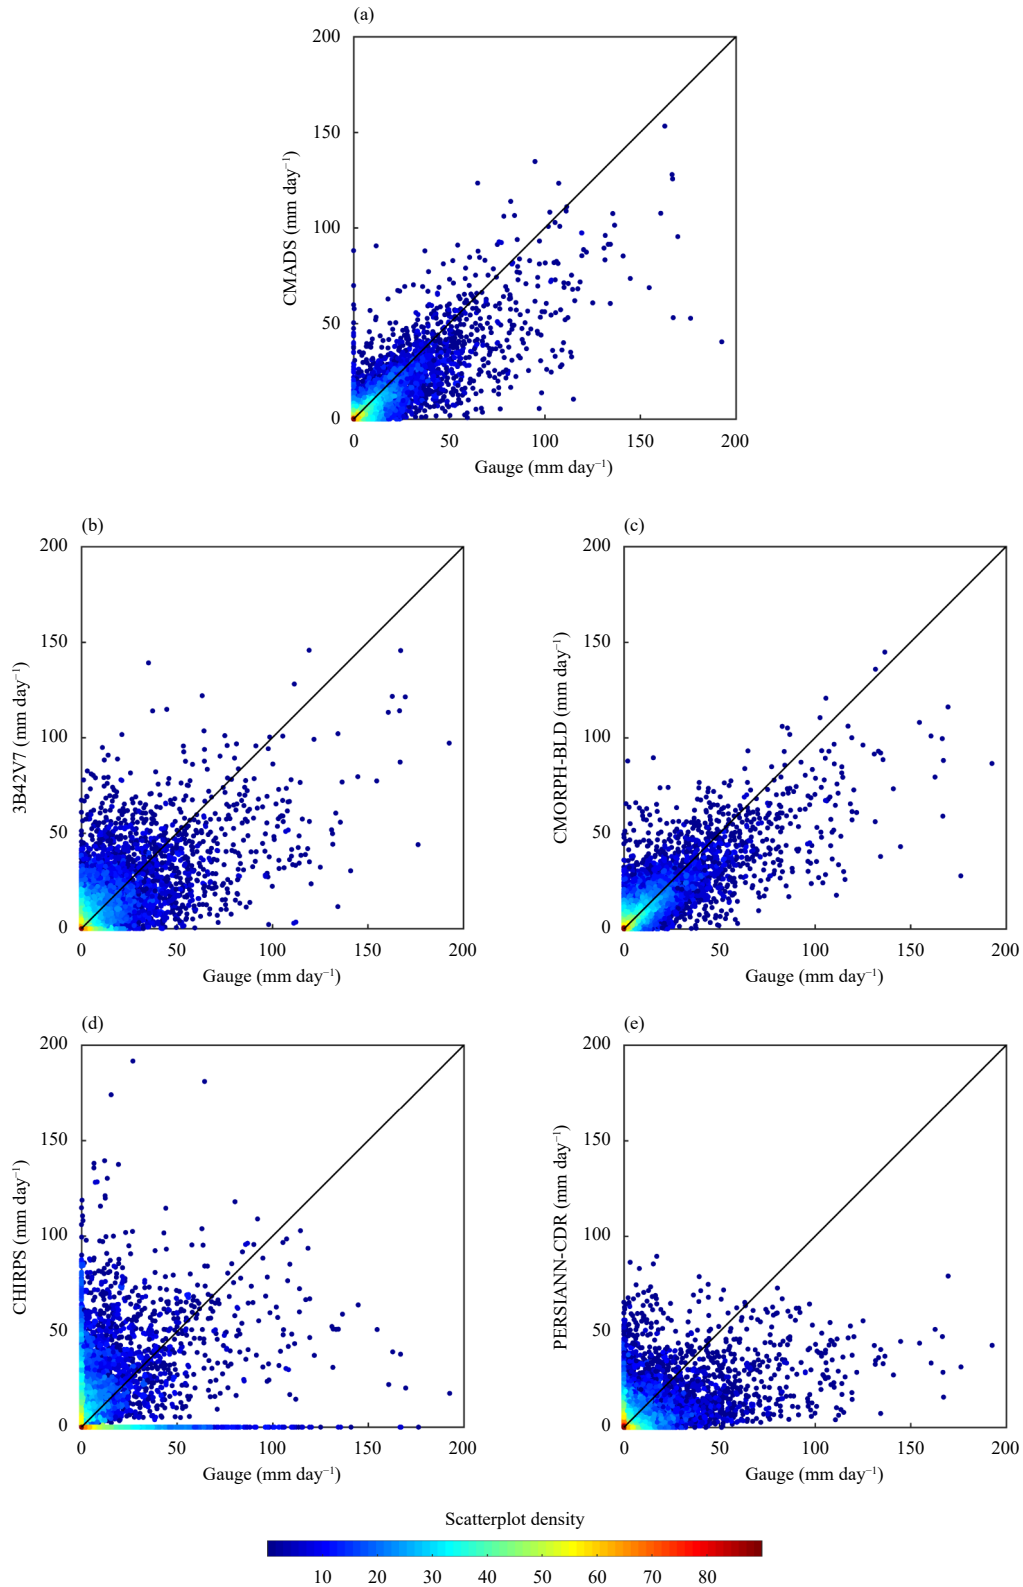 (a)
200
150
100
50
0
CMADS (mm day⁻¹)
0 50 100 150 200
Gauge (mm day⁻¹)
(b)
200
150
100
50
0
3B42V7 (mm day⁻¹)
0 50 100 150 200
Gauge (mm day⁻¹)
(c)
200
150
100
50
0
CMORPH-BLD (mm day⁻¹)
0 50 100 150 200
Gauge (mm day⁻¹)
(d)
200
150
100
50
0
CHIRPS (mm day⁻¹)
0 50 100 150 200
Gauge (mm day⁻¹)
(e)
200
150
100
50
0
PERSIANN-CDR (mm day⁻¹)
0 50 100 150 200
Gauge (mm day⁻¹)
Scatterplot density
10 20 30 40 50 60 70 80